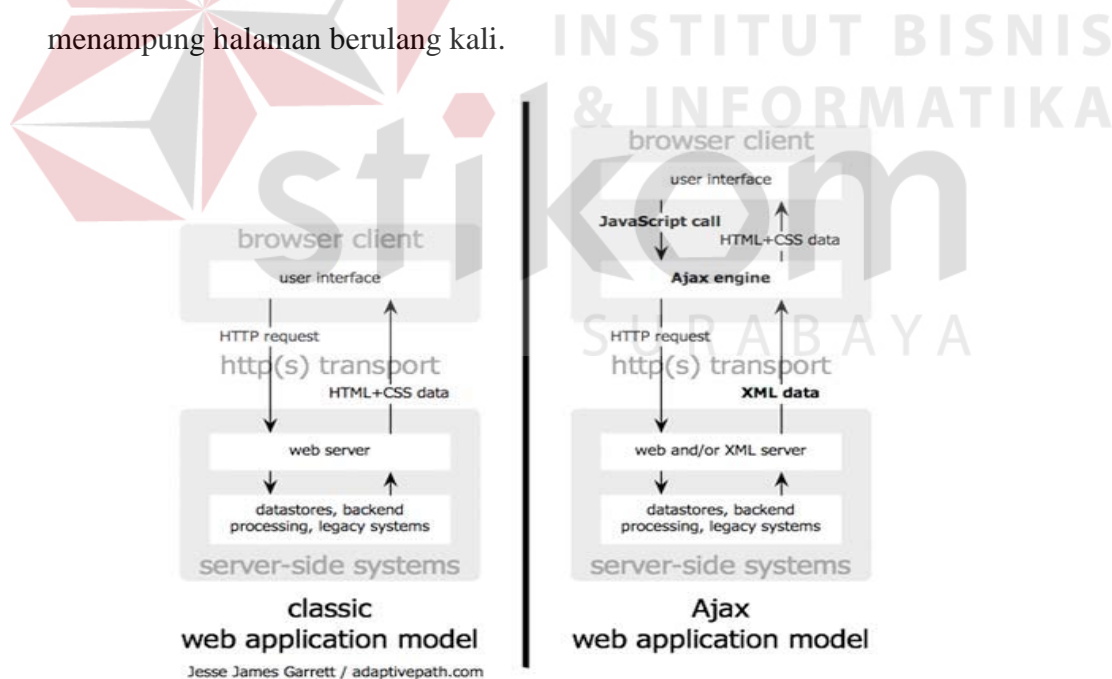 menampung halaman berulang kali.
INSTITUT BISNIS
& INFORMATIKA
stikom
SURABAYA
browser client
user interface
HTTP request
http(s) transport
HTML+CSS data
web server
datastores, backend
processing, legacy systems
server-side systems
classic
web application model
Jesse James Garrett / adaptivepath.com
browser client
user interface
JavaScript call
HTML+CSS data
Ajax engine
HTTP request
http(s) transport
XML data
web and/or XML server
datastores, backend
processing, legacy systems
server-side systems
Ajax
web application model